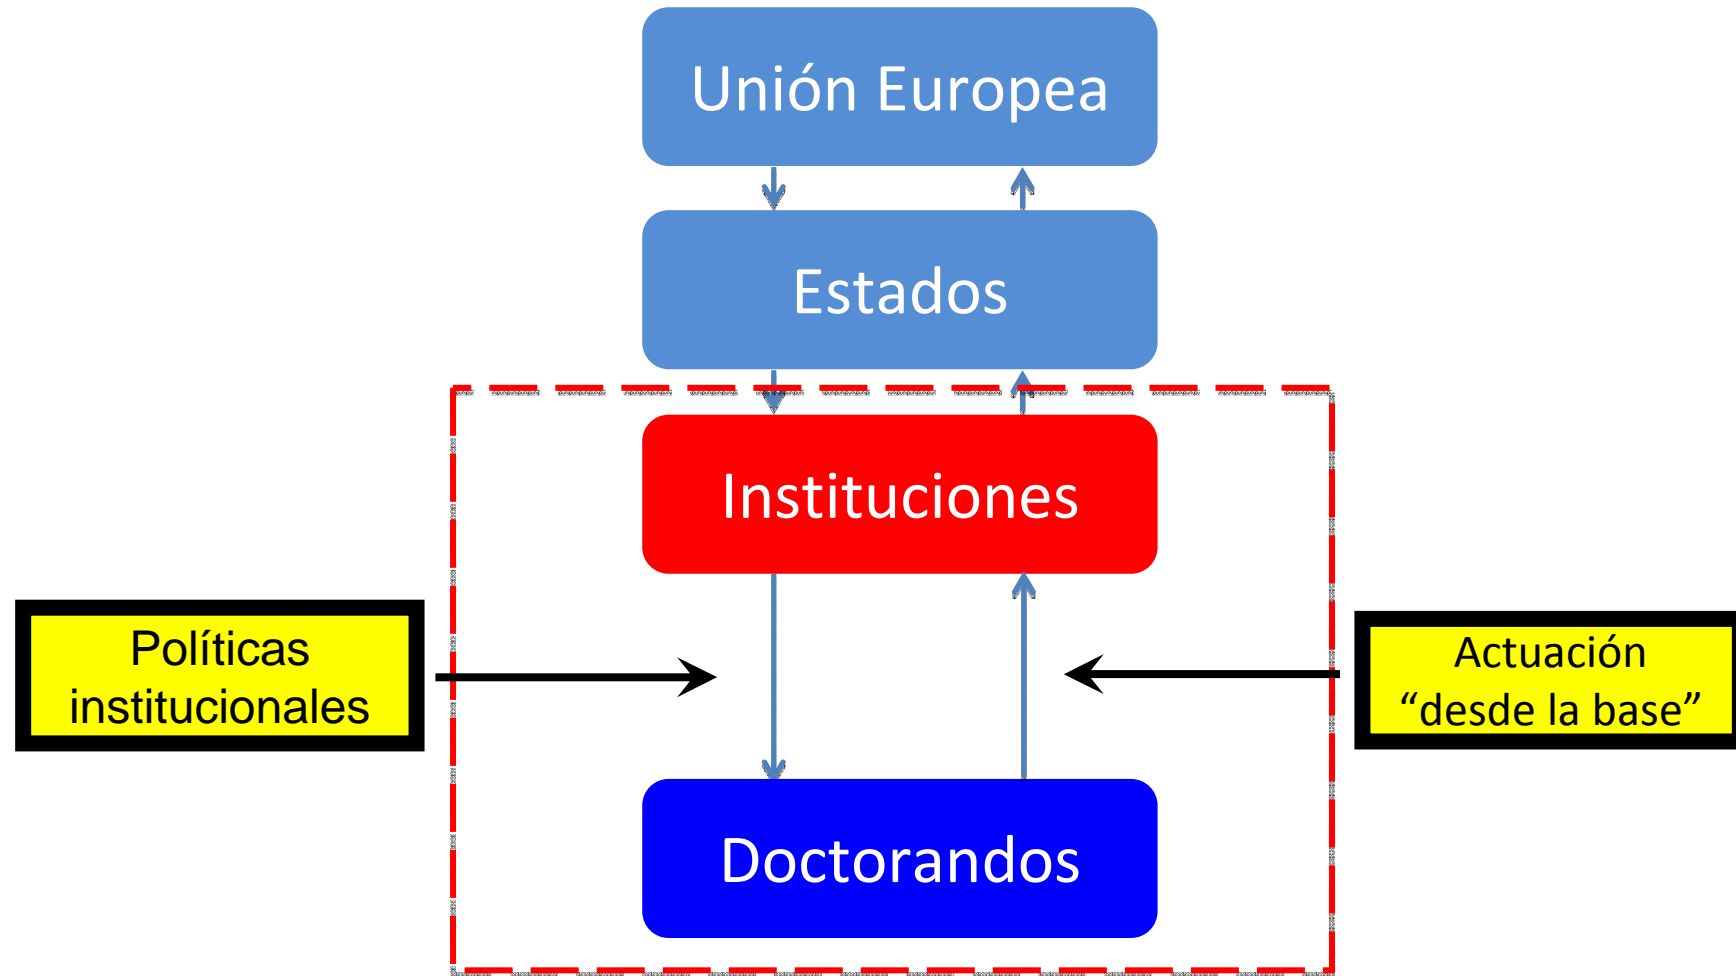 Unión Europea
Estados
Instituciones
Políticas
institucionales
Actuación
“desde la base”
Doctorandos